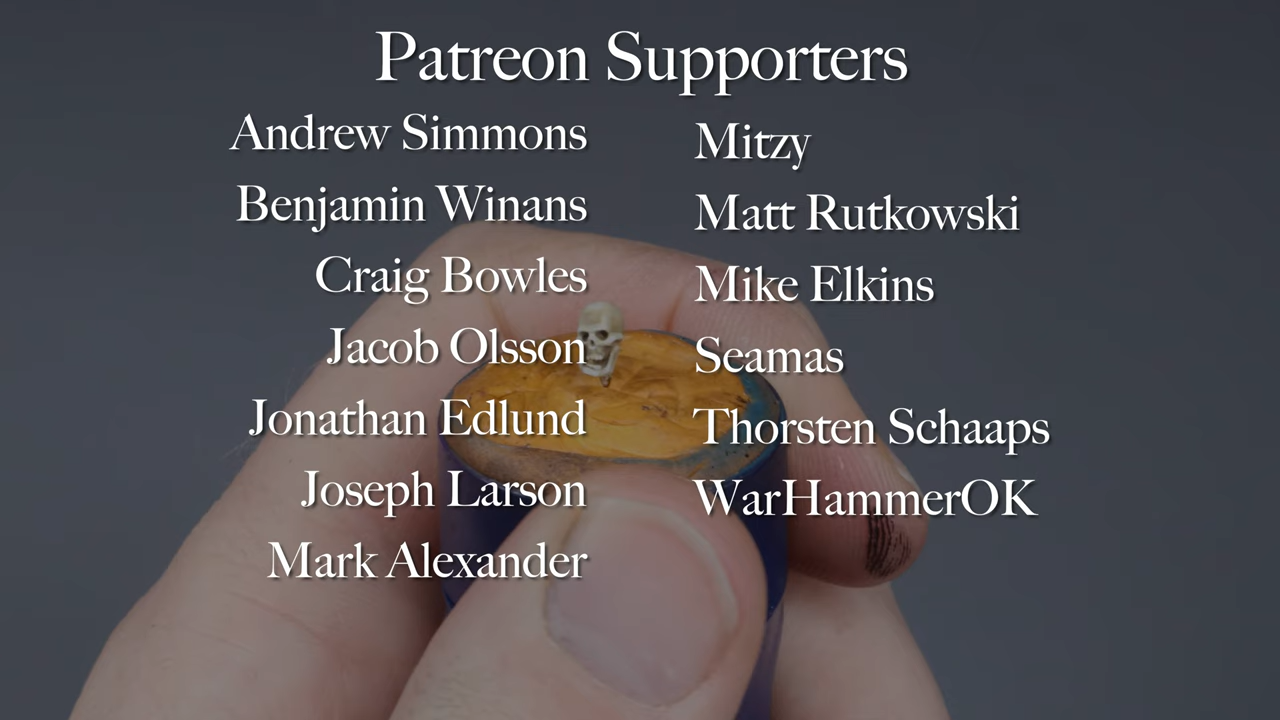 Patreon Supporters
Andrew Simmons
Benjamin Winans
Craig Bowles
Jacob Olsson
Jonathan Edlund
Joseph Larson
Mark Alexander
Mitzy
Matt Rutkowski
Mike Elkins
Seamas
Thorsten Schaaps
WarHammerOK